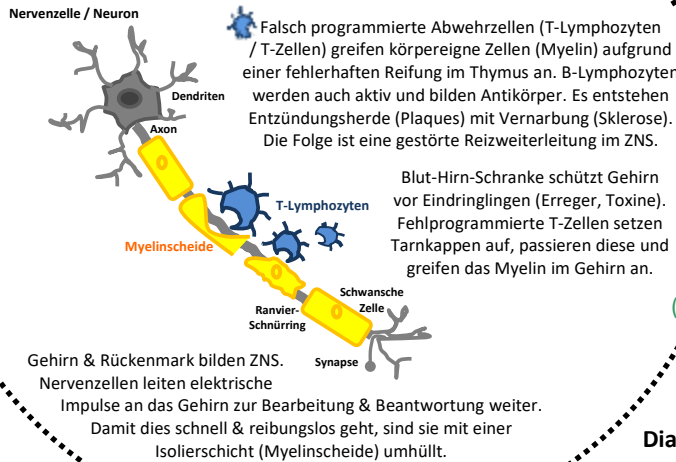 Nervenzelle / Neuron
Falsch programmierte Abwehrzellen (T-Lymphozyten
/ T-Zellen) greifen körpereigne Zellen (Myelin) aufgrund
einer fehlerhaften Reifung im Thymus an. B-Lymphozyten
werden auch aktiv und bilden Antikörper. Es entstehen
Entzündungsherde (Plaques) mit Vernarbung (Sklerose).
Die Folge ist eine gestörte Reizweiterleitung im ZNS.
Dendriten
Axon
Blut-Hirn-Schranke schützt Gehirn
vor Eindringlingen (Erreger, Toxine).
Fehlprogrammierte T-Zellen setzen
Tarnkappen auf, passieren diese und
greifen das Myelin im Gehirn an.
T-Lymphozyten
Myelinscheide
Schwansche
Zelle
Ranvier-
Schnürring
Synapse
Gehirn & Rückenmark bilden ZNS.
Nervenzellen leiten elektrische
Impulse an das Gehirn zur Bearbeitung & Beantwortung weiter.
Damit dies schnell & reibungslos geht, sind sie mit einer
Isolierschicht (Myelinscheide) umhüllt.
Dia